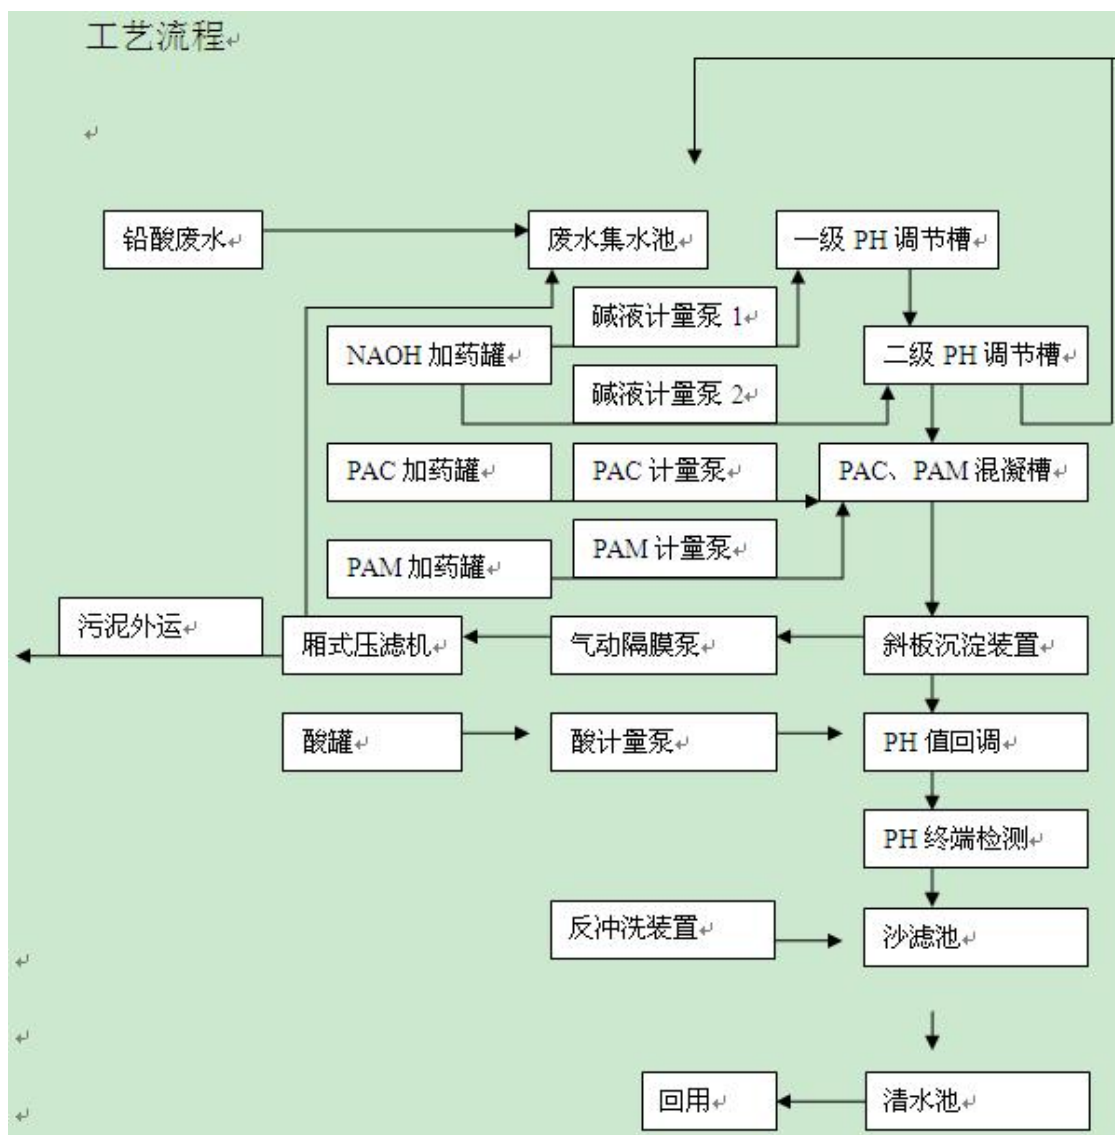 工艺流程
铅酸废水
废水集水池
一级 PH 调节槽
碱液计量泵 1
NAOH 加药罐
二级 PH 调节槽
碱液计量泵 2
PAC 加药罐
PAC 计量泵
PAC、PAM 混凝槽
PAM 计量泵
PAM 加药罐
污泥外运
厢式压滤机
气动隔膜泵
斜板沉淀装置
酸罐
酸计量泵
PH 值回调
PH 终端检测
反冲洗装置
沙滤池
回用
清水池